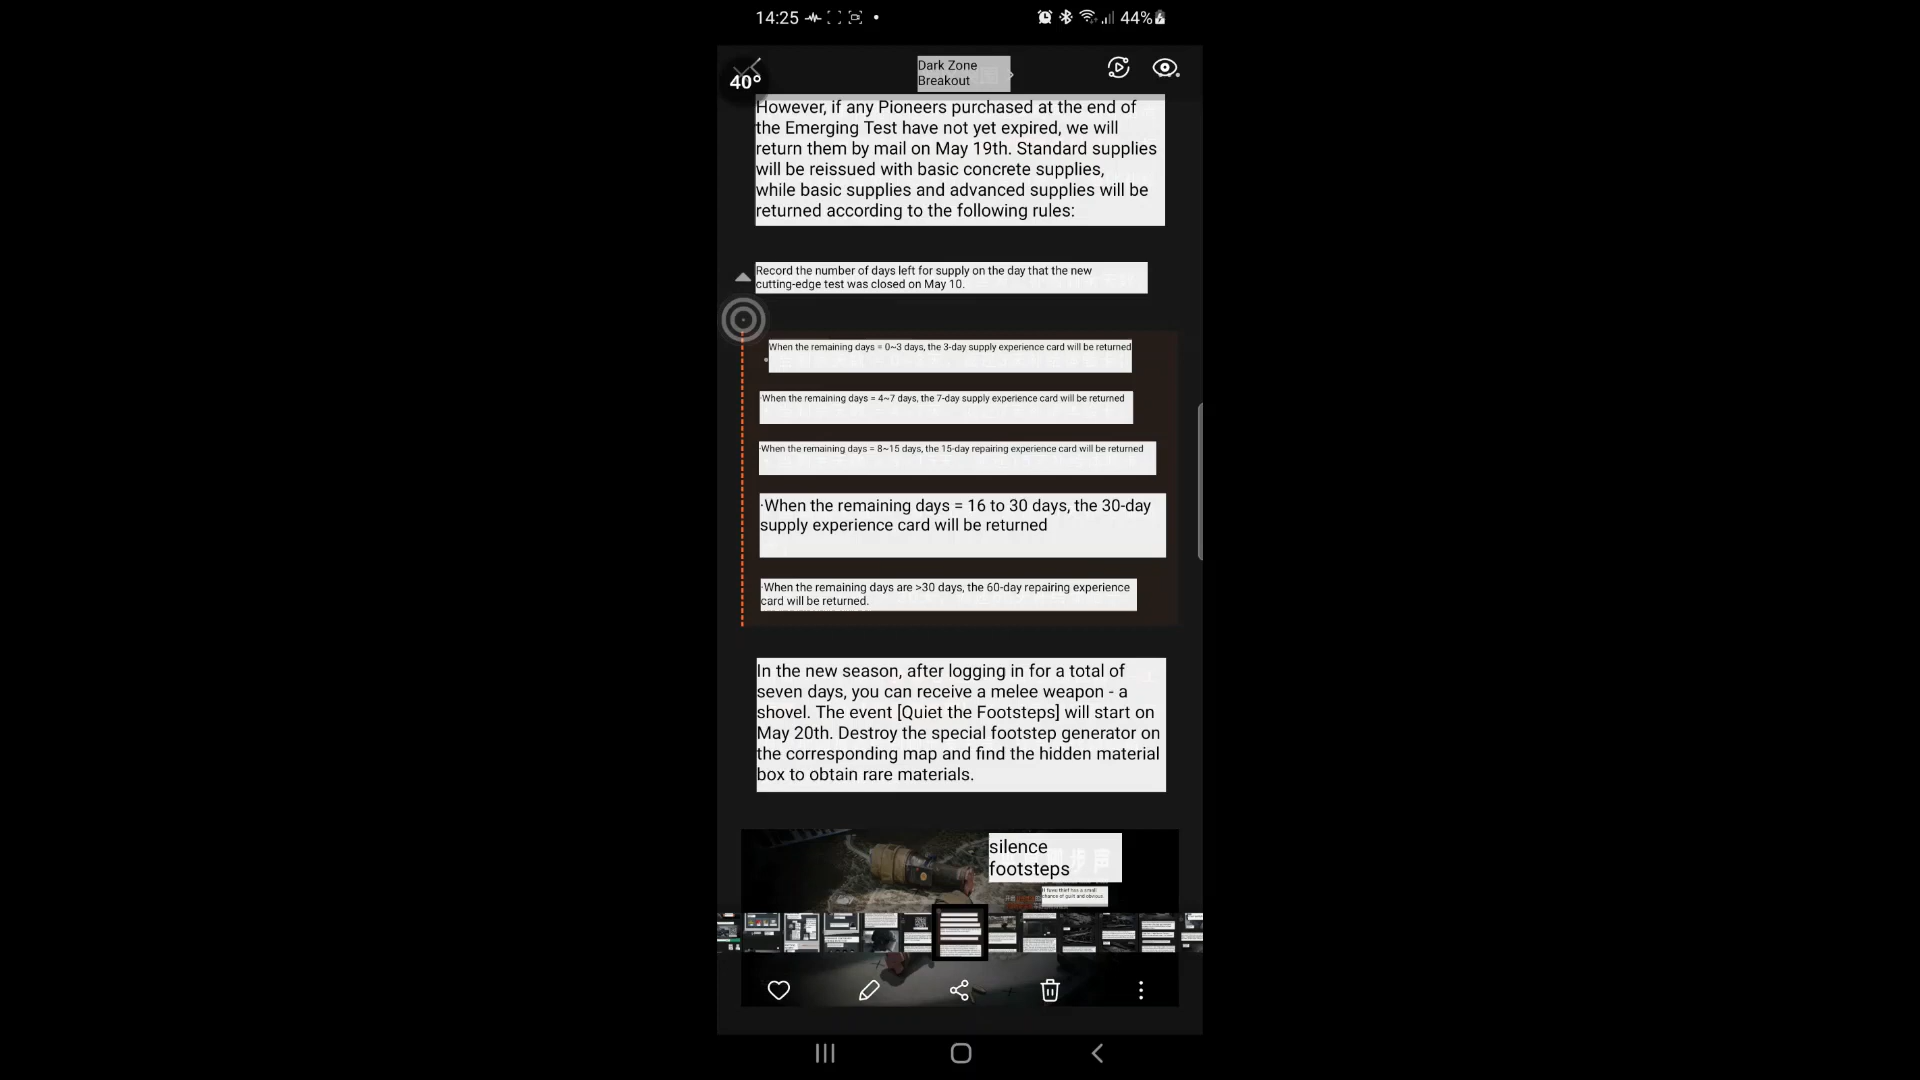 14:25
44%
40°
Dark Zone
Breakout
However, if any Pioneers purchased at the end of
the Emerging Test have not yet expired, we will
return them by mail on May 19th. Standard supplies
will be reissued with basic concrete supplies,
while basic supplies and advanced supplies will be
returned according to the following rules:
Record the number of days left for supply on the day that the new
cutting-edge test was closed on May 10.
When the remaining days = 0~3 days, the 3-day supply experience card will be returned
·When the remaining days = 4~7 days, the 7-day supply experience card will be returned
·When the remaining days = 8~15 days, the 15-day repairing experience card will be returned
·When the remaining days = 16 to 30 days, the 30-day
supply experience card will be returned
·When the remaining days are >30 days, the 60-day repairing experience
card will be returned.
In the new season, after logging in for a total of
seven days, you can receive a melee weapon - a
shovel. The event [Quiet the Footsteps] will start on
May 20th. Destroy the special footstep generator on
the corresponding map and find the hidden material
box to obtain rare materials.
silence
footsteps